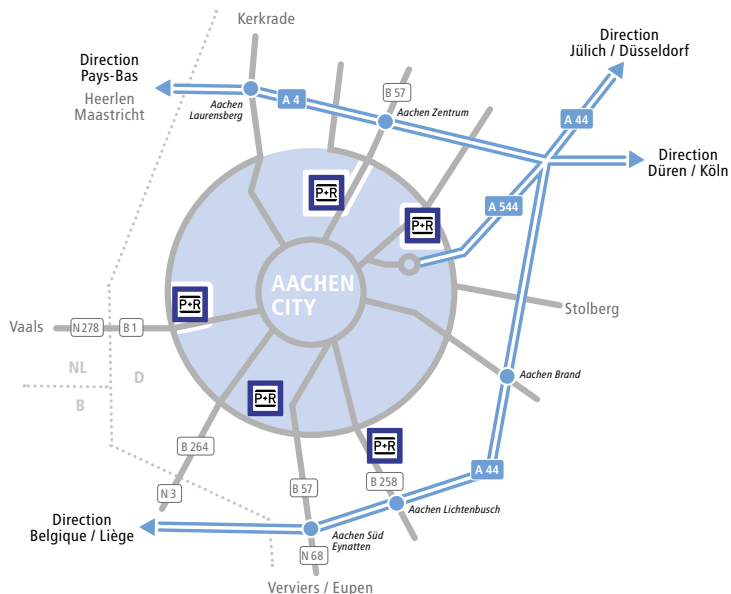 Kerkrade
Direction
Jülich / Düsseldorf
Direction
Pays-Bas
Heerlen
Maastricht
Aachen
Laurensberg
A 4
B 57
Aachen Zentrum
A 44
Direction
Düren / Köln
P+R
P+R
A 544
AACHEN
CITY
P+R
Stolberg
Vaals
N 278
B 1
NL
D
B
Aachen Brand
P+R
P+R
B 264
A 44
B 258
B 57
N 3
Aachen Lichtenbusch
Direction
Belgique / Liège
Aachen Süd
Eynatten
N 68
Verviers / Eupen